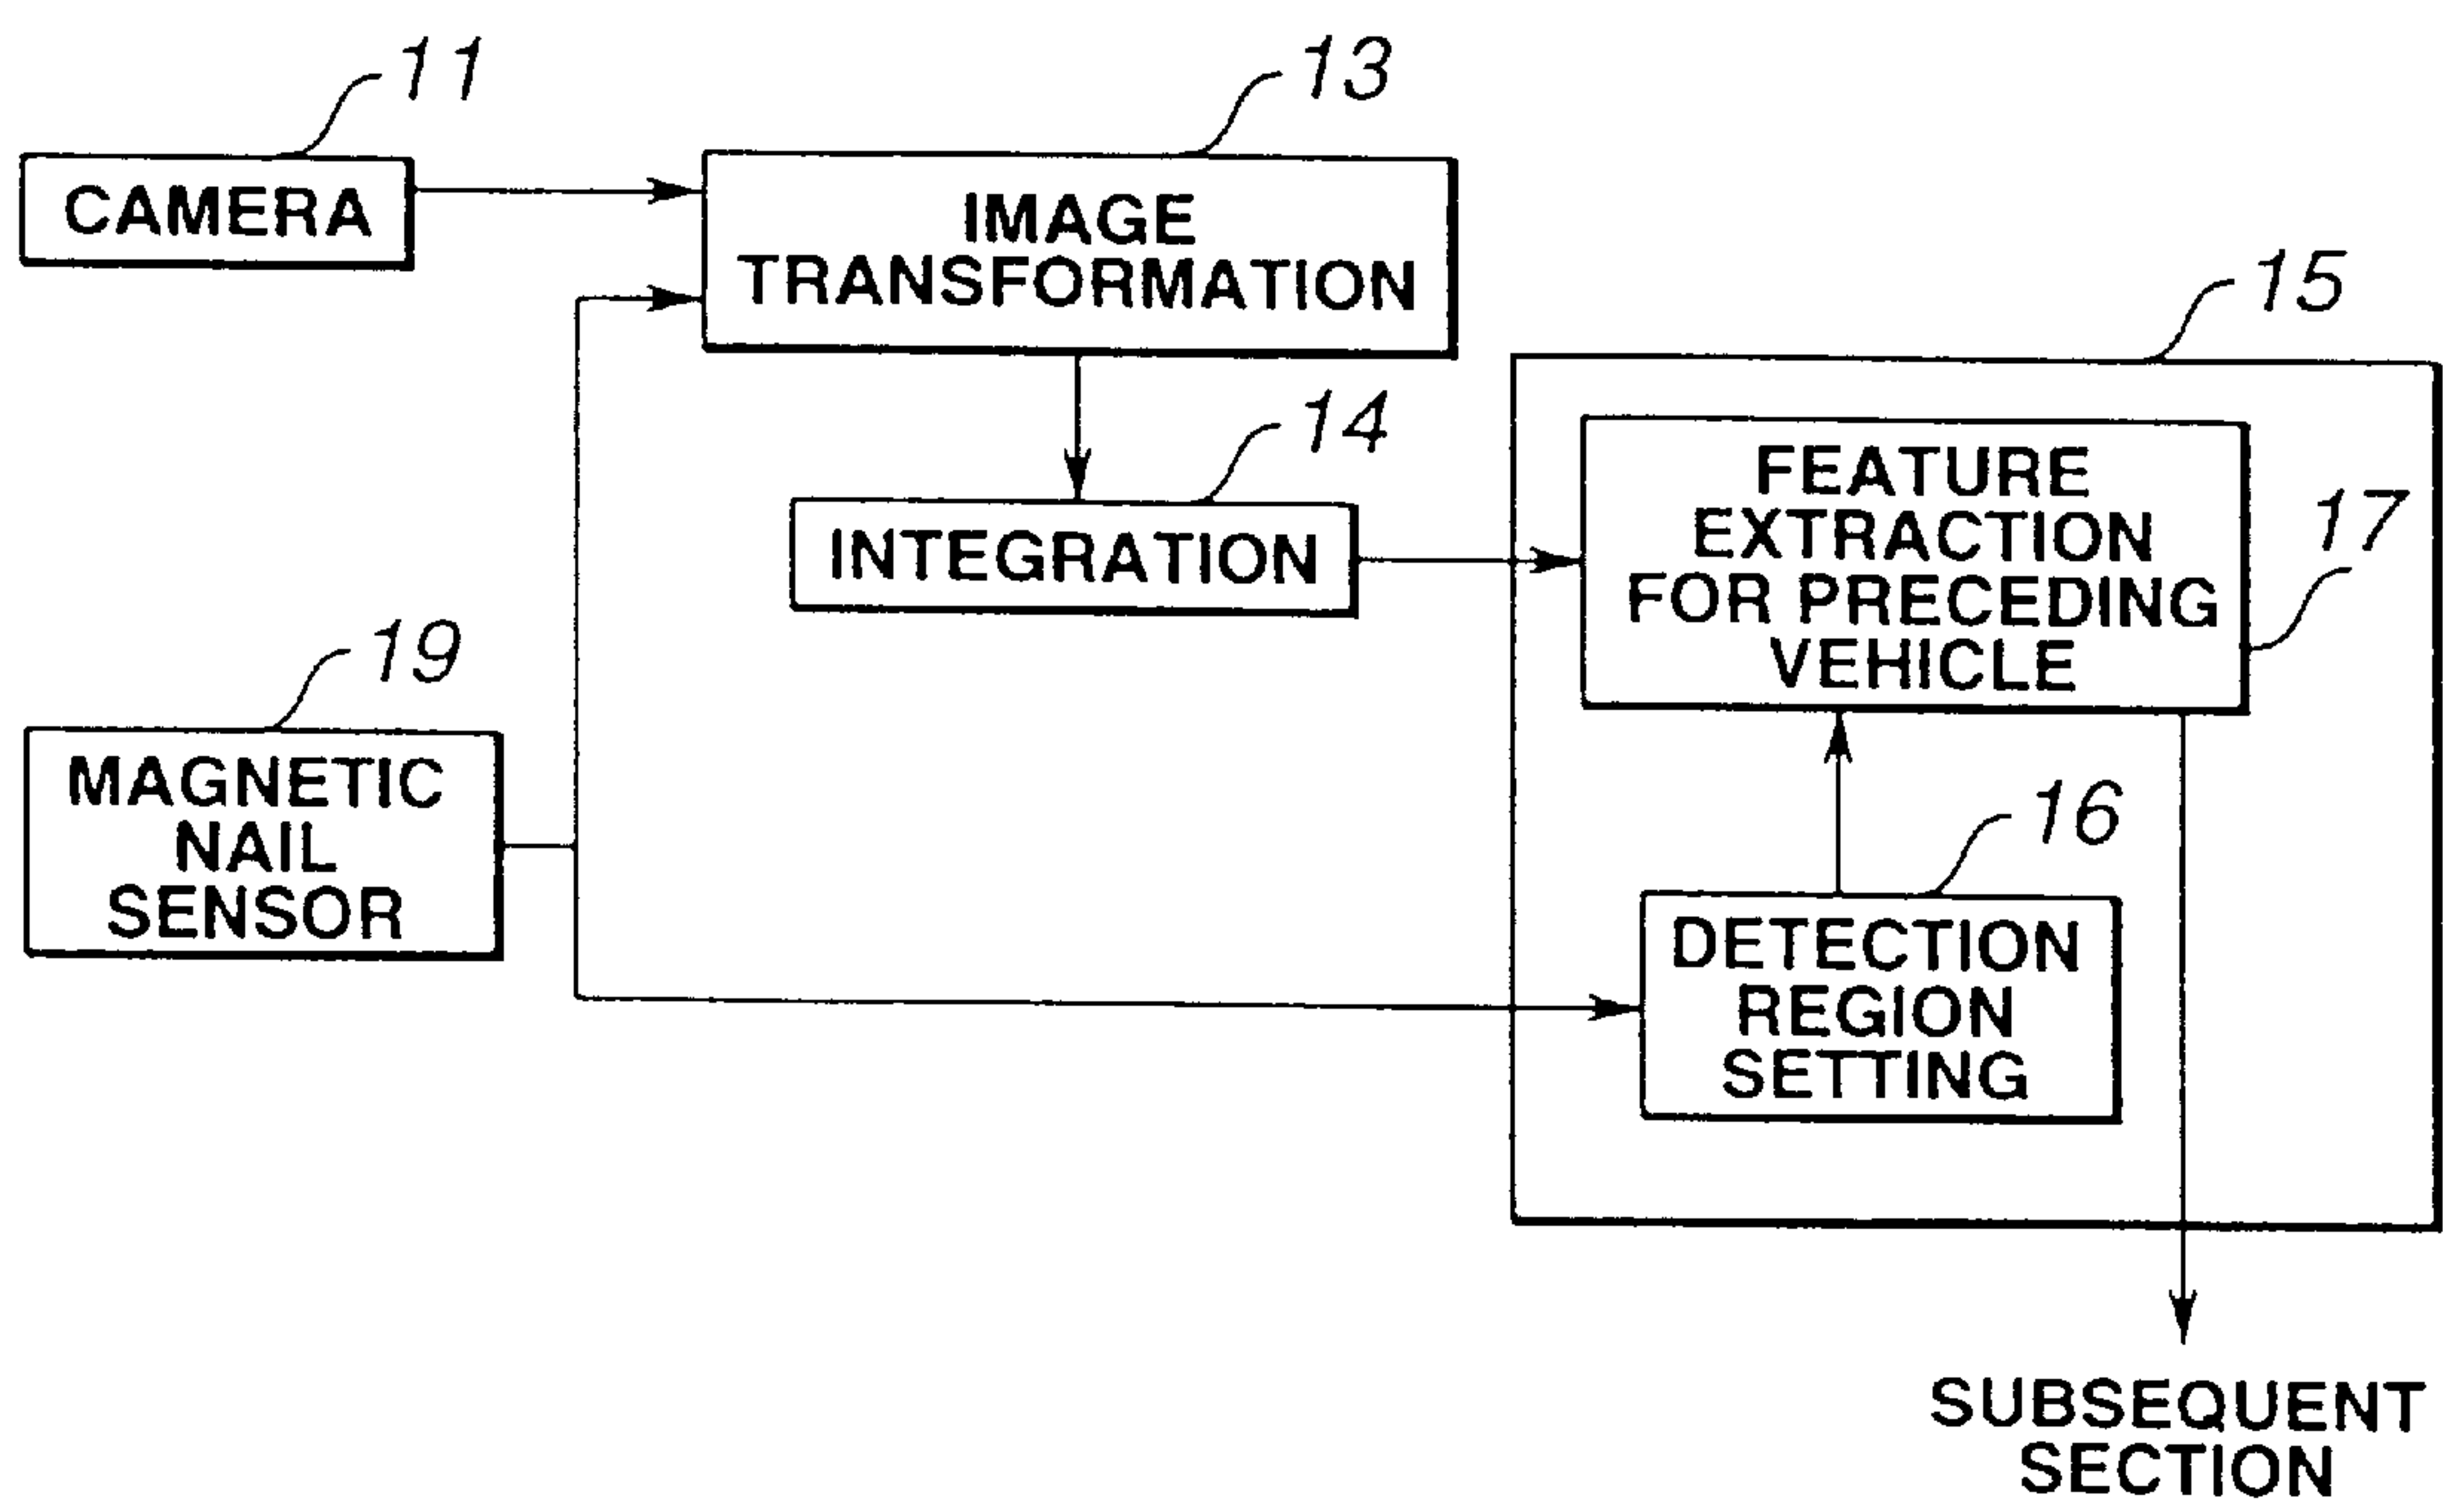 11
13
CAMERA
IMAGE
TRANSFORMATION
15
14
FEATURE
EXTRACTION
FOR PRECEDING
VEHICLE
17
INTEGRATION
19
MAGNETIC
NAIL
SENSOR
16
DETECTION
REGION
SETTING
SUBSEQUENT
SECTION